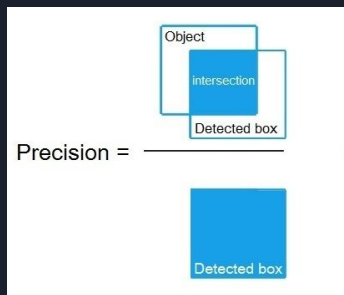 Object
intersection
Detected box
Precision =
Detected box